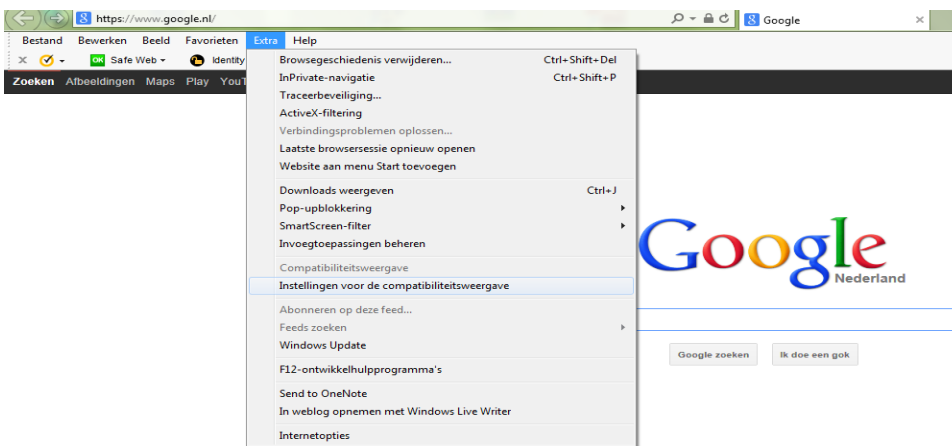 https://www.google.nl/
Google
Bestand Bewerken Beeld Favorieten Extra Help
OK Safe Web Identity
Zoeken Afbeeldingen Maps Play YouT
Browsegeschiedenis verwijderen... Ctrl+Shift+Del
InPrivate-navigatie Ctrl+Shift+P
Traceerbeveiliging...
ActiveX-filtering
Verbindingsproblemen oplossen...
Laatste browsersessie opnieuw openen
Website aan menu Start toevoegen
Downloads weergeven Ctrl+J
Pop-upblokkering
SmartScreen-filter
Invoegtoepassingen beheren
Compatibiliteitsweergave
Instellingen voor de compatibiliteitsweergave
Abonneren op deze feed...
Feeds zoeken
Windows Update
F12-ontwikkelhulpprogramma's
Send to OneNote
In weblog opnemen met Windows Live Writer
Internetopties
Google
Nederland
Google zoeken Ik doe een gok